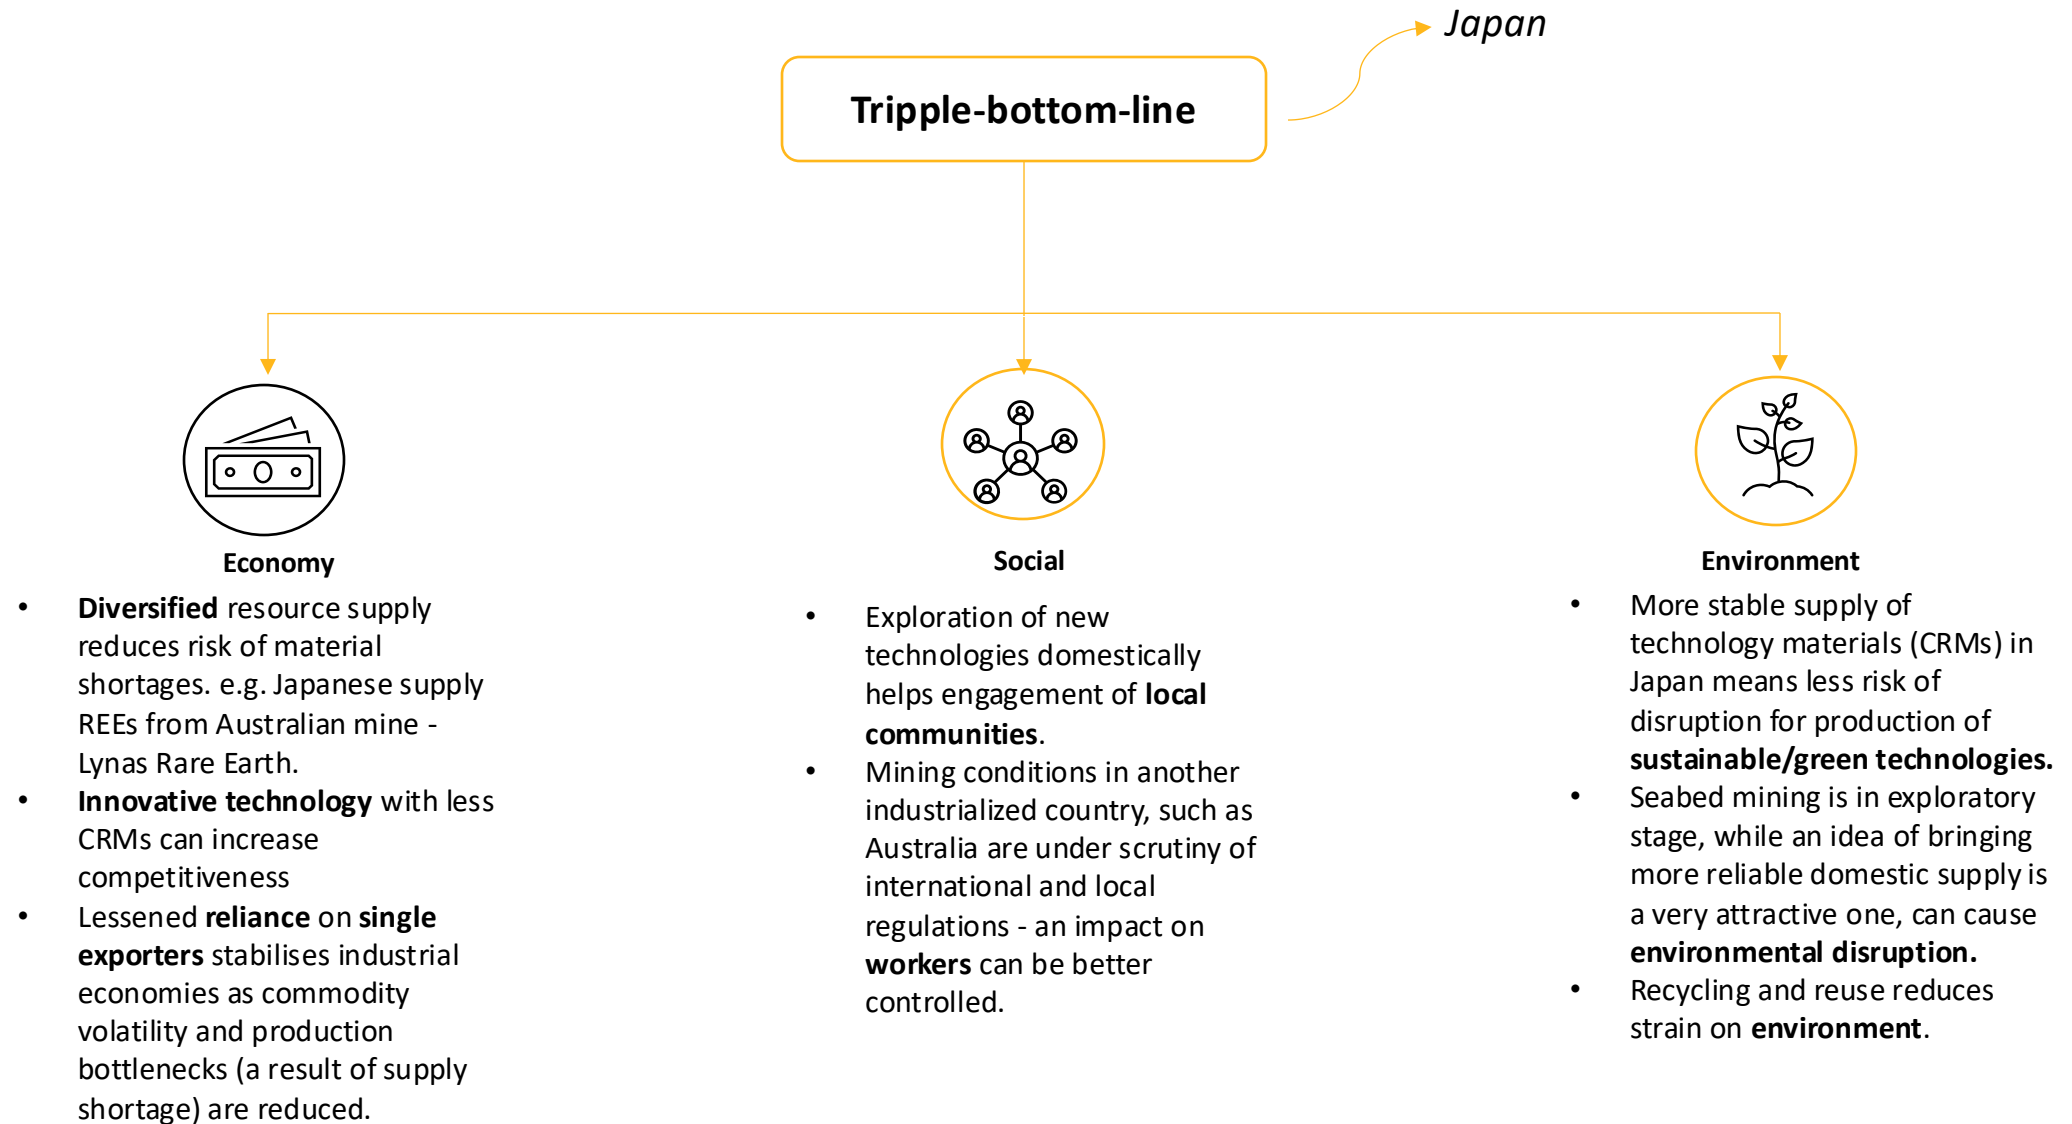 Japan
Tripple-bottom-line
Economy
• Diversified resource supply
reduces risk of material
shortages. e.g. Japanese supply
REEs from Australian mine -
Lynas Rare Earth.
• Innovative technology with less
CRMs can increase
competitiveness
• Lessened reliance on single
exporters stabilises industrial
economies as commodity
volatility and production
bottlenecks (a result of supply
shortage) are reduced.
Social
• Exploration of new
technologies domestically
helps engagement of local
communities.
• Mining conditions in another
industrialized country, such as
Australia are under scrutiny of
international and local
regulations - an impact on
workers can be better
controlled.
Environment
• More stable supply of
technology materials (CRMs) in
Japan means less risk of
disruption for production of
sustainable/green technologies.
• Seabed mining is in exploratory
stage, while an idea of bringing
more reliable domestic supply is
a very attractive one, can cause
environmental disruption.
• Recycling and reuse reduces
strain on environment.